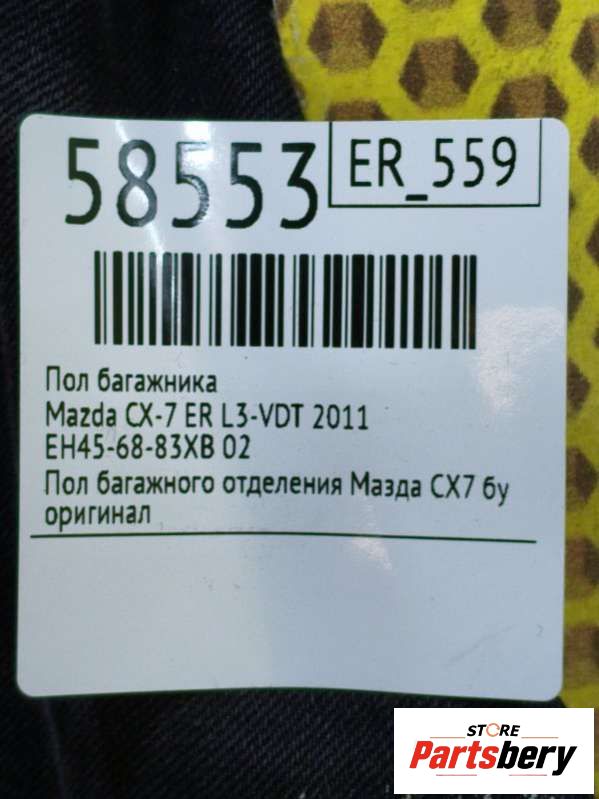 58553
ER_559
Пол багажника
Mazda CX-7 ER L3-VDT 2011
EH45-68-83XB 02
Пол багажного отделения Мазда CX7 бу
оригинал
STORE
Partsbery